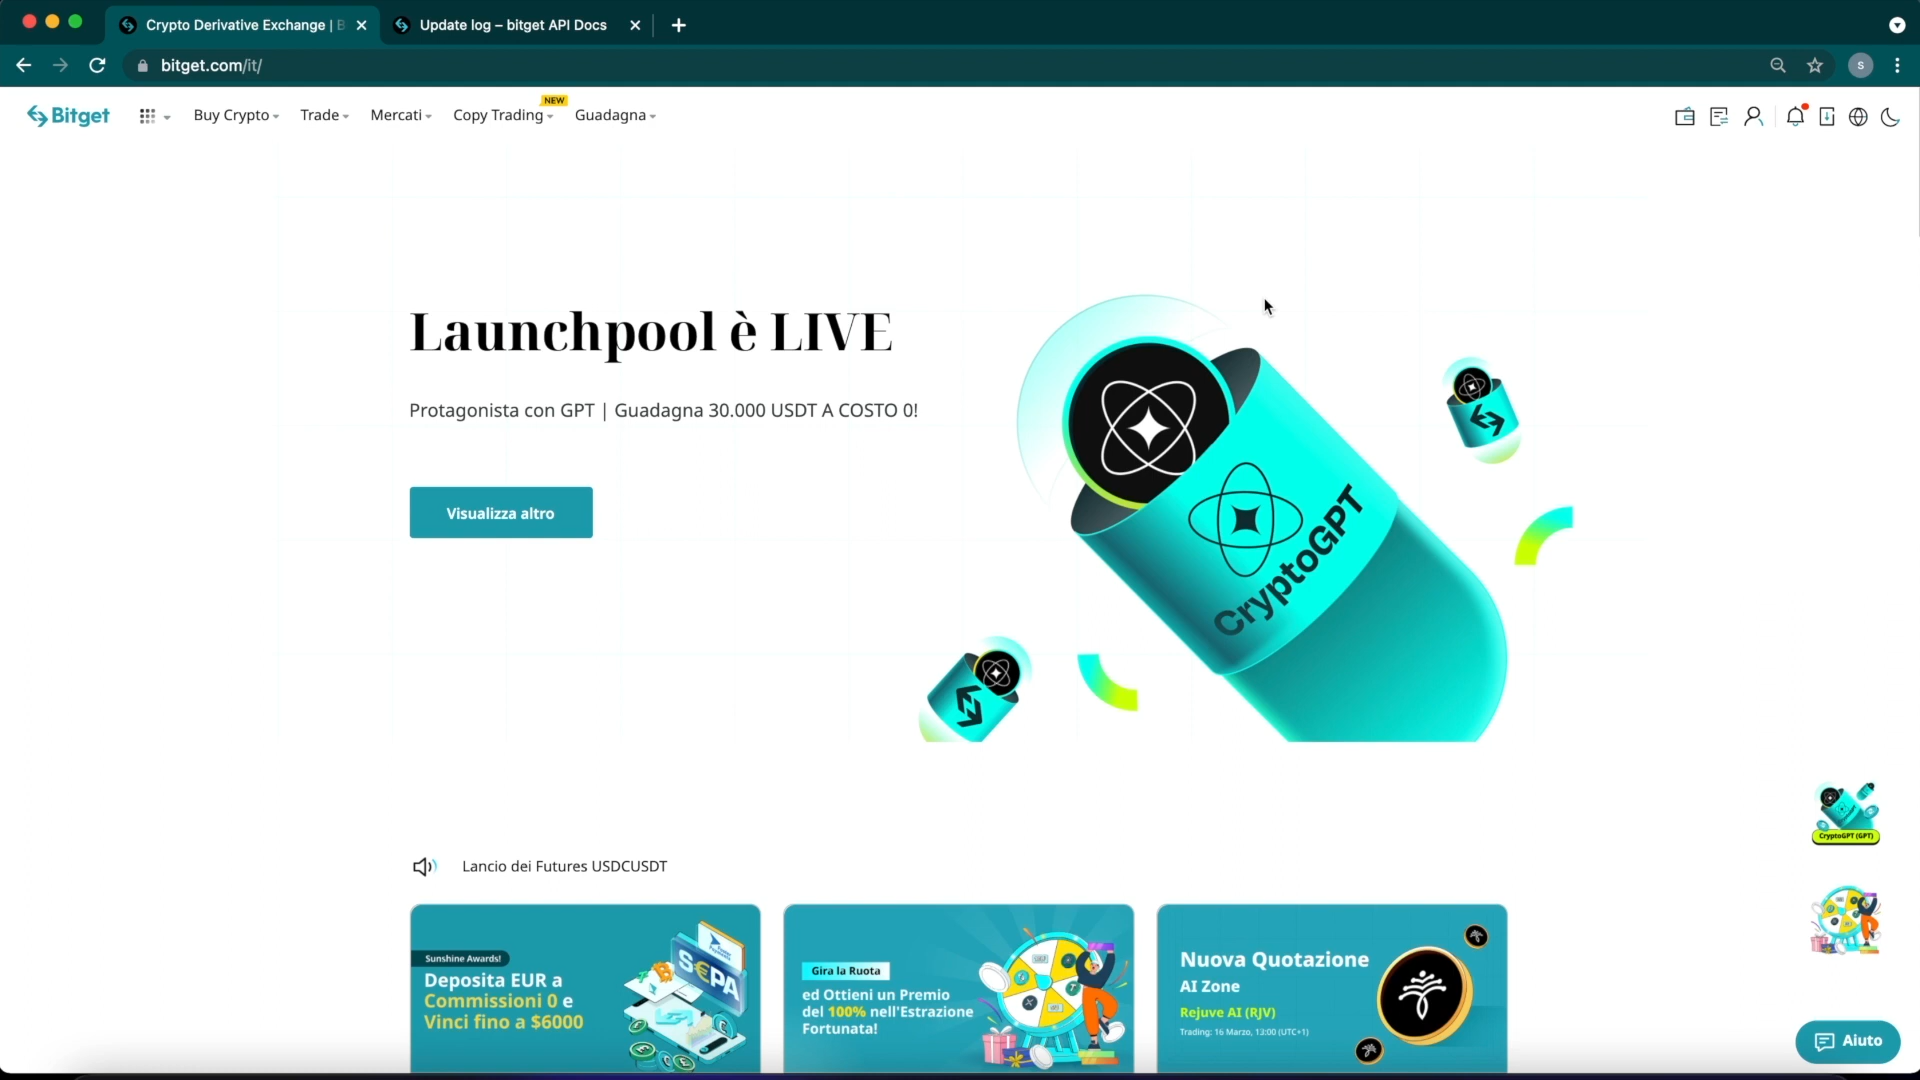 Crypto Derivative Exchange | B
Update log – bitget API Docs
bitget.com/it/
S
Bitget
Buy Crypto
Trade
Mercati
Copy Trading
NEW
Guadagna
Launchpool è LIVE
Protagonista con GPT | Guadagna 30.000 USDT A COSTO 0!
Visualizza altro
CryptoGPT
CryptoGPT (GPT)
Lancio dei Futures USDCUSDT
Sunshine Awards!
Deposita EUR a
Commissioni 0 e
Vinci fino a $6000
S€PA
Gira la Ruota
ed Ottieni un Premio
del 100% nell'Estrazione
Fortunata!
Nuova Quotazione
AI Zone
Rejuve AI (RJV)
Trading: 16 Marzo, 13:00 (UTC+1)
Aiuto